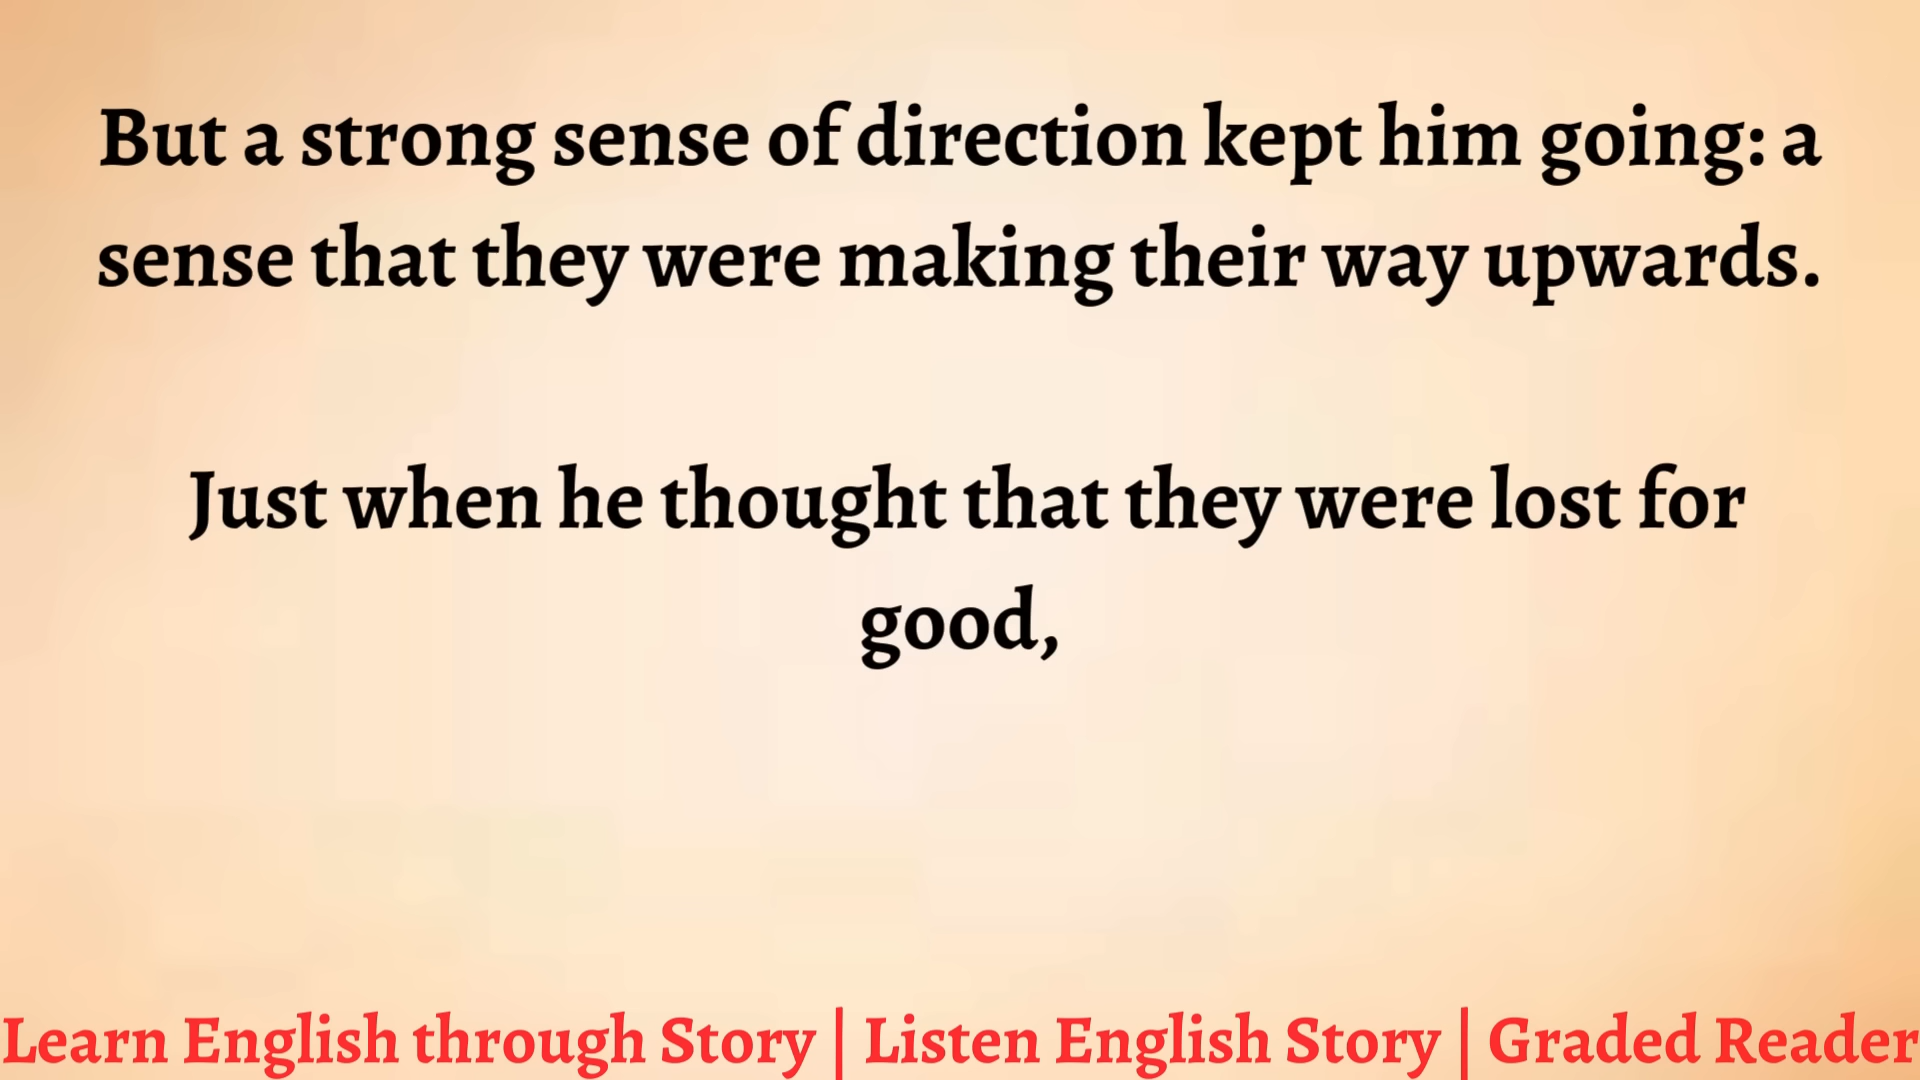 But a strong sense of direction kept him going: a
sense that they were making their way upwards.
Just when he thought that they were lost for
good,
Learn English through Story | Listen English Story | Graded Reader